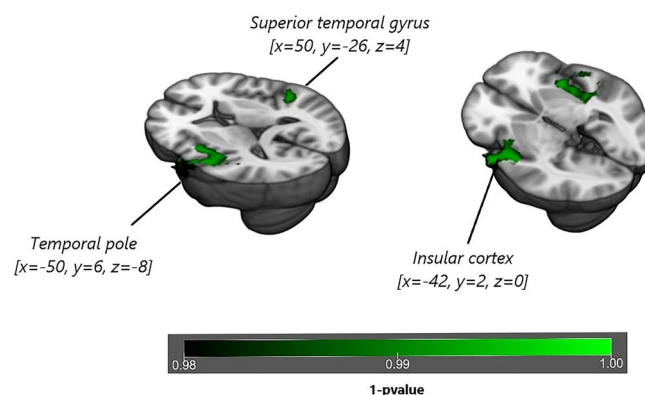 Superior temporal gyrus
[x=50, y=-26, z=4]
Temporal pole
[x=-50, y=6, z=-8]
Insular cortex
[x=-42, y=2, z=0]
0.98 0.99 1.00
1-pvalue